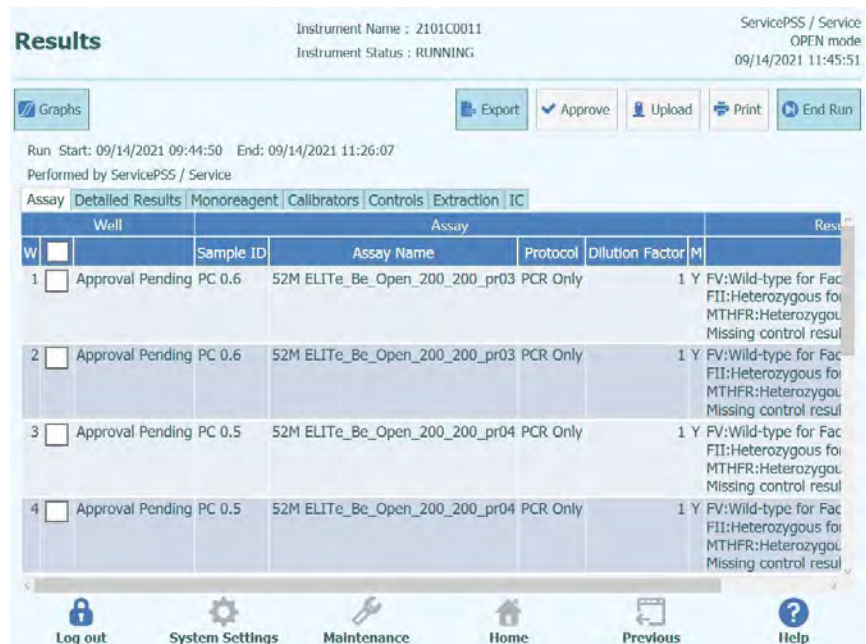 Results
Instrument Name : 2101C0011
Instrument Status : RUNNING
ServicePSS / Service
OPEN mode
09/14/2021 11:45:51
Graphs
Export
Approve
Upload
Print
End Run
Run Start: 09/14/2021 09:44:50 End: 09/14/2021 11:26:07
Performed by ServicePSS / Service
Assay Detailed Results Monoreagent Calibrators Controls Extraction IC
Well Assay Resu
W Sample ID Assay Name Protocol Dilution Factor M
1 Approval Pending PC 0.6 52M ELITe_Be_Open_200_200_pr03 PCR Only 1 Y FV:Wild-type for Fac
FII:Heterozygous for
MTHFR:Heterozygou
Missing control resul
2 Approval Pending PC 0.6 52M ELITe_Be_Open_200_200_pr03 PCR Only 1 Y FV:Wild-type for Fac
FII:Heterozygous for
MTHFR:Heterozygou
Missing control resul
3 Approval Pending PC 0.5 52M ELITe_Be_Open_200_200_pr04 PCR Only 1 Y FV:Wild-type for Fac
FII:Heterozygous for
MTHFR:Heterozygou
Missing control resul
4 Approval Pending PC 0.5 52M ELITe_Be_Open_200_200_pr04 PCR Only 1 Y FV:Wild-type for Fac
FII:Heterozygous for
MTHFR:Heterozygou
Missing control resul
Log out
System Settings
Maintenance
Home
Previous
Help